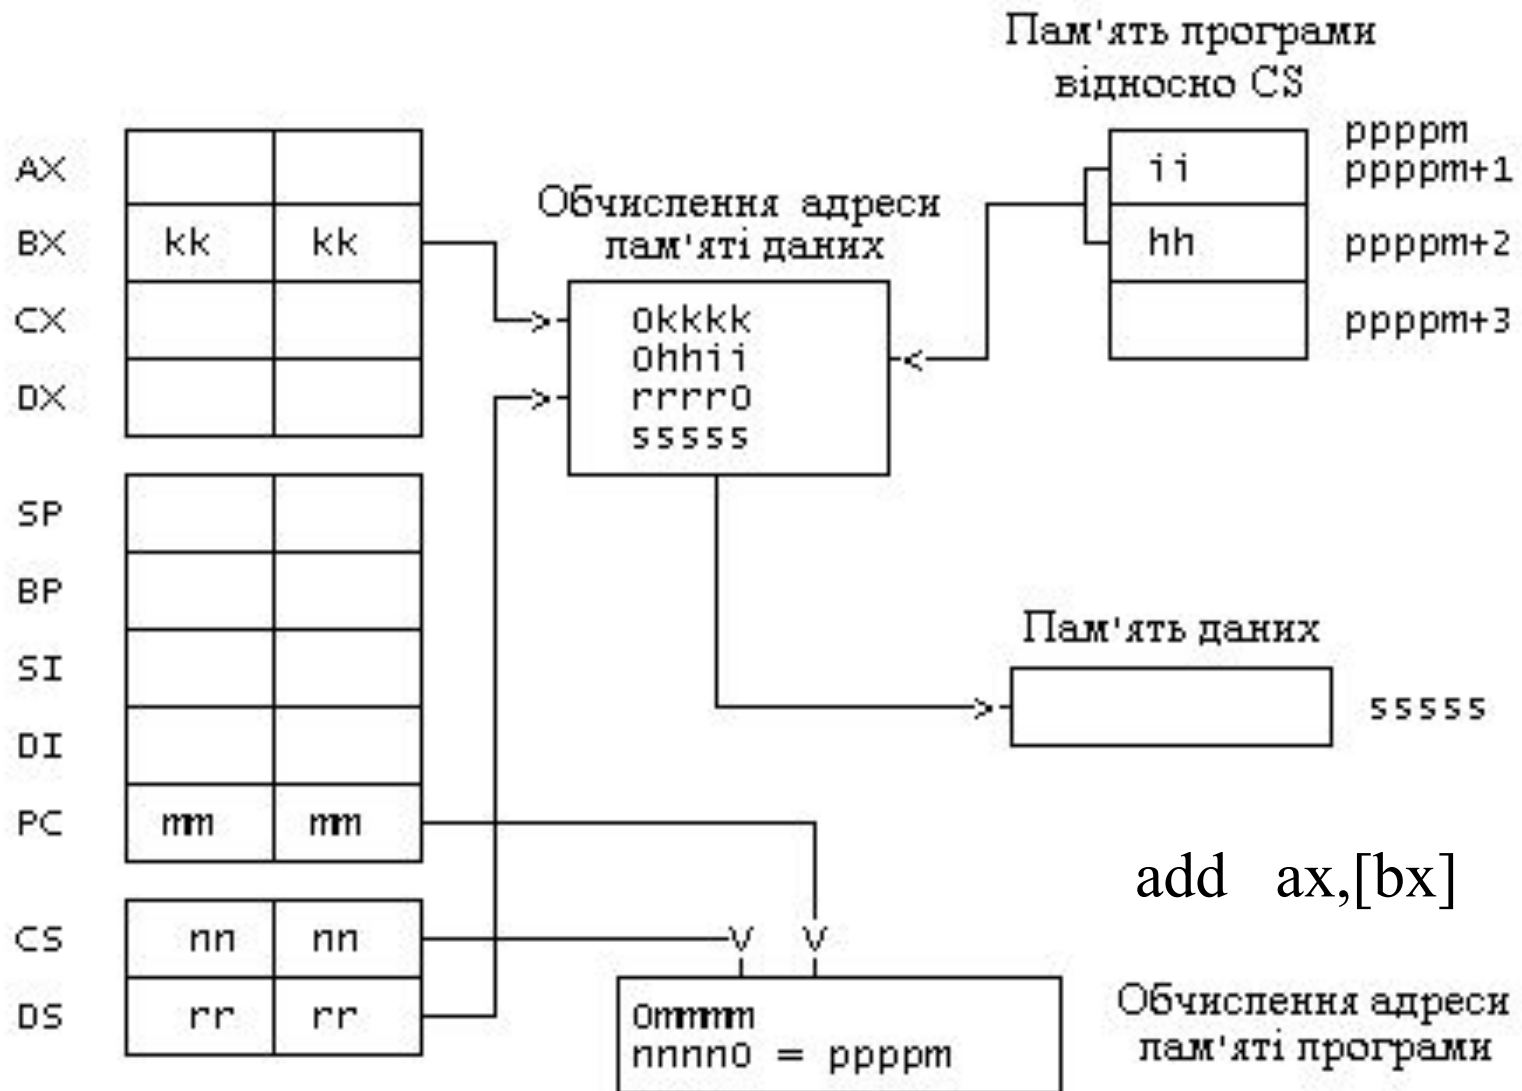 Пам'ять програми
відносно CS
ppppm
AX
ii
ppppm+1
Обчислення адреси
пам'яті даних
BX kk kk
hh
ppppm+2
CX
0kkkk
ppppm+3
0hhii
DX
rrrr0
sssss
SP
BP
SI
Пам'ять даних
sssss
DI
PC mm mm
add ax,[bx]
CS nn nn
DS rr rr
0mmmm
nnnn0 = ppppm
Обчислення адреси
пам'яті програми